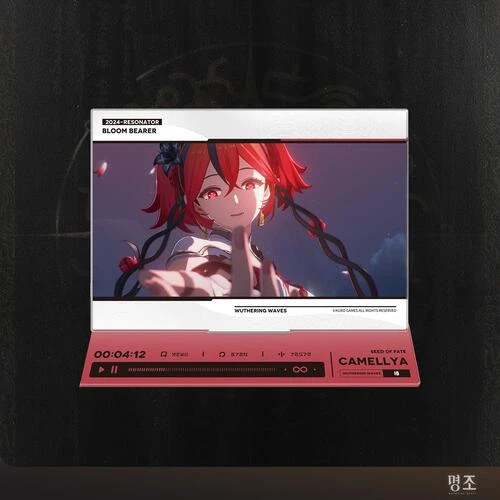 2024-RESONATOR
BLOOM BEARER
WUTHERING WAVES
©KURO GAMES ALL RIGHTS RESERVED
00:04:12
SEED OF FATE
CAMELLYA
WUTHERING WAVES
명조